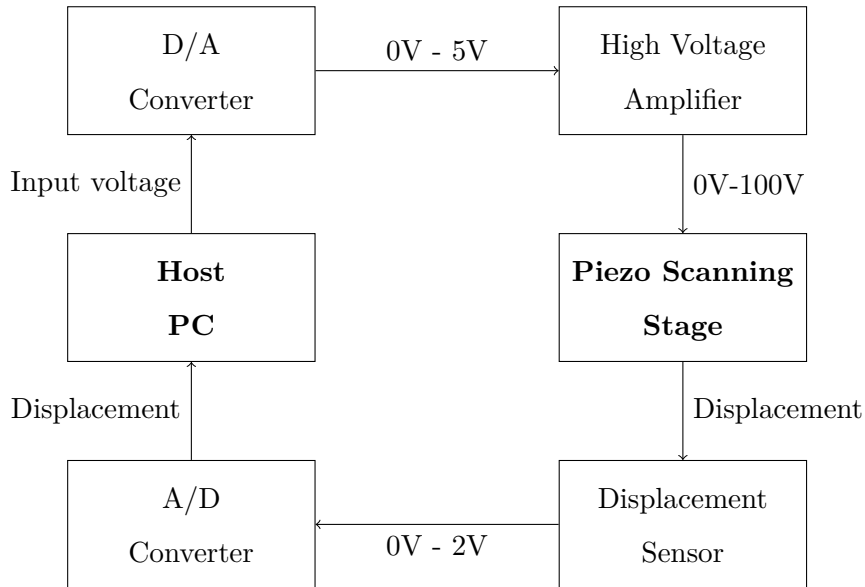 D/A
Converter
0V - 5V
High Voltage
Amplifier
Input voltage
0V-100V
Host
PC
Piezo Scanning
Stage
Displacement
Displacement
A/D
Converter
0V - 2V
Displacement
Sensor